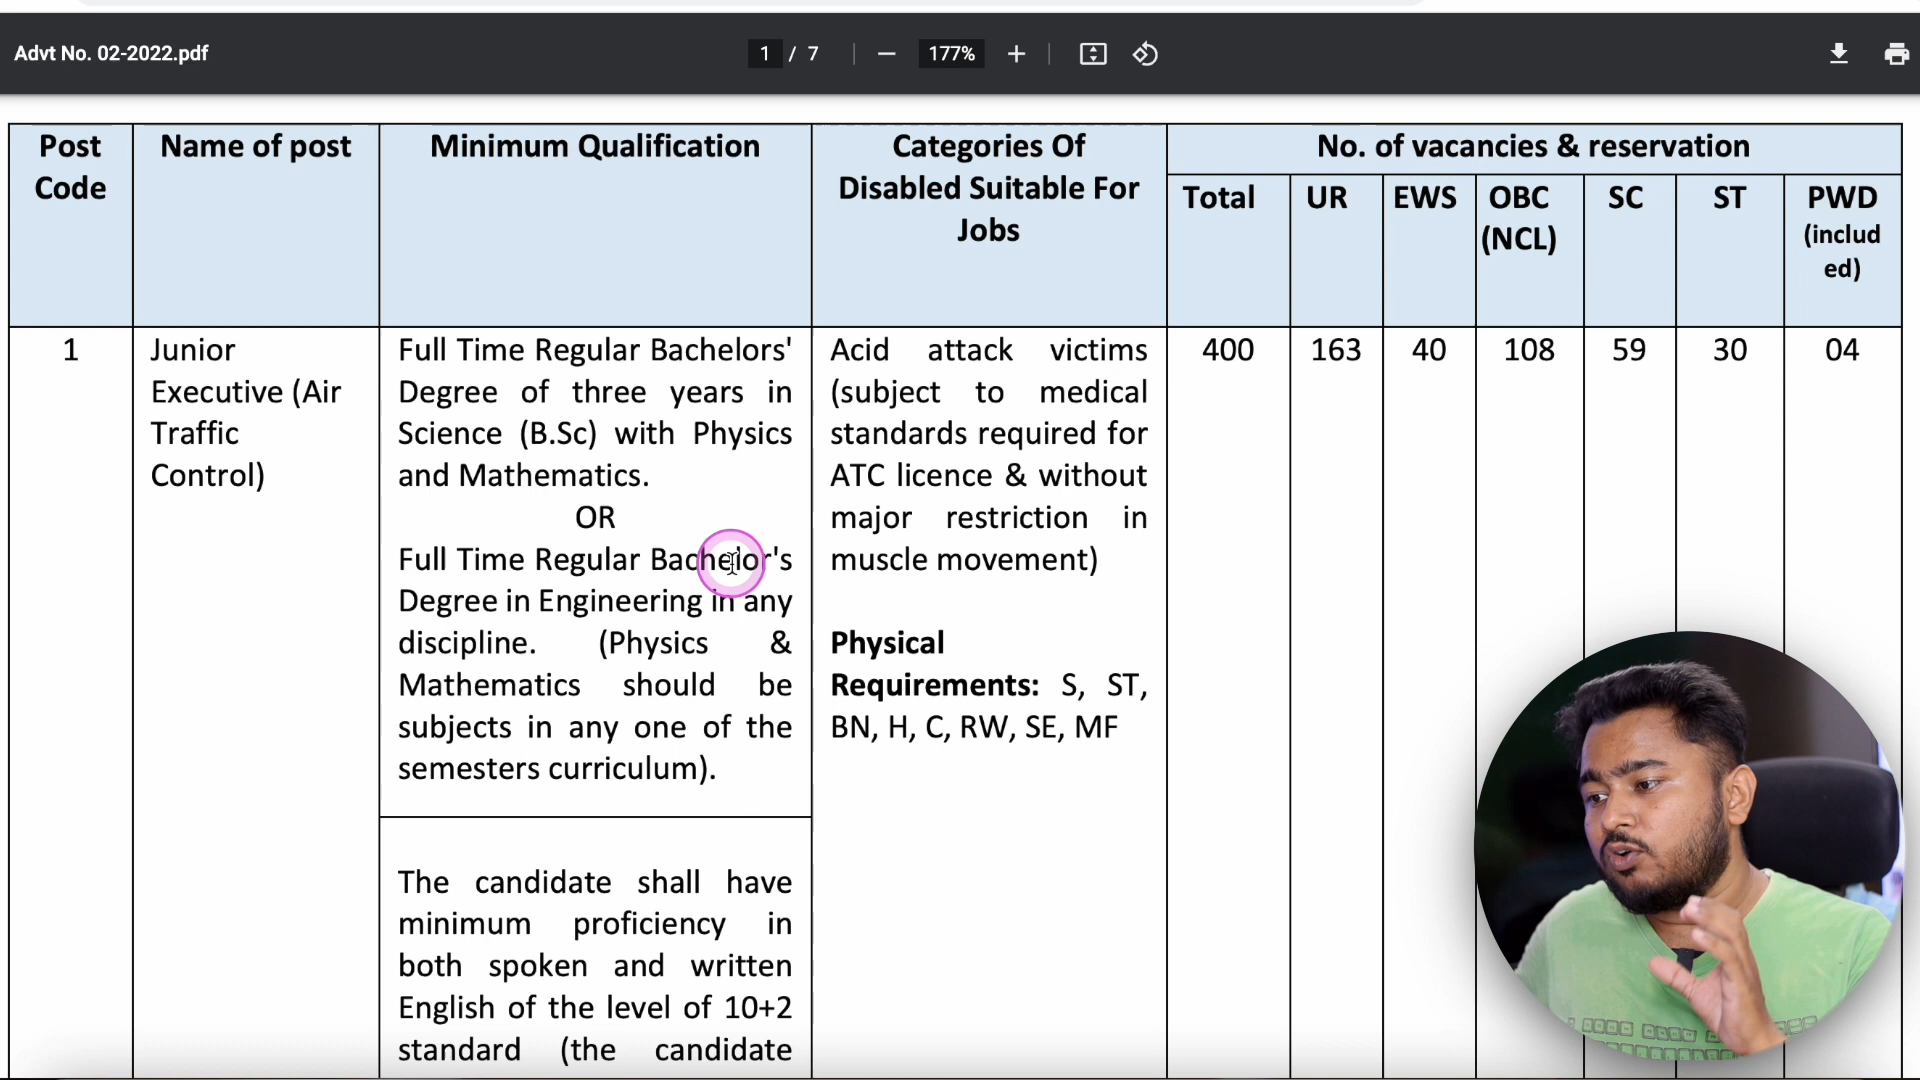 Advt No. 02-2022.pdf
1 / 7
177%
Post Code
Name of post
Minimum Qualification
Categories Of
Disabled Suitable For
Jobs
No. of vacancies & reservation
Total
UR
EWS
OBC
(NCL)
SC
ST
PWD
(includ
ed)
1
Junior
Executive (Air
Traffic
Control)
Full Time Regular Bachelors'
Degree of three years in
Science (B.Sc) with Physics
and Mathematics.
OR
Full Time Regular Bachelor's
Degree in Engineering in any
discipline. (Physics &
Mathematics should be
subjects in any one of the
semesters curriculum).
The candidate shall have
minimum proficiency in
both spoken and written
English of the level of 10+2
standard (the candidate
Acid attack victims
(subject to medical
standards required for
ATC licence & without
major restriction in
muscle movement)
Physical
Requirements: S, ST,
BN, H, C, RW, SE, MF
400
163
40
108
59
30
04